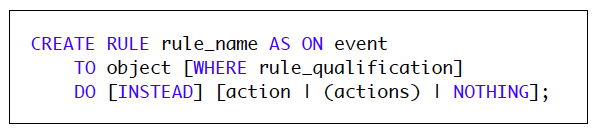 CREATE RULE rule_name AS ON event
TO object [WHERE rule_qualification]
DO [INSTEAD] [action | (actions) | NOTHING];